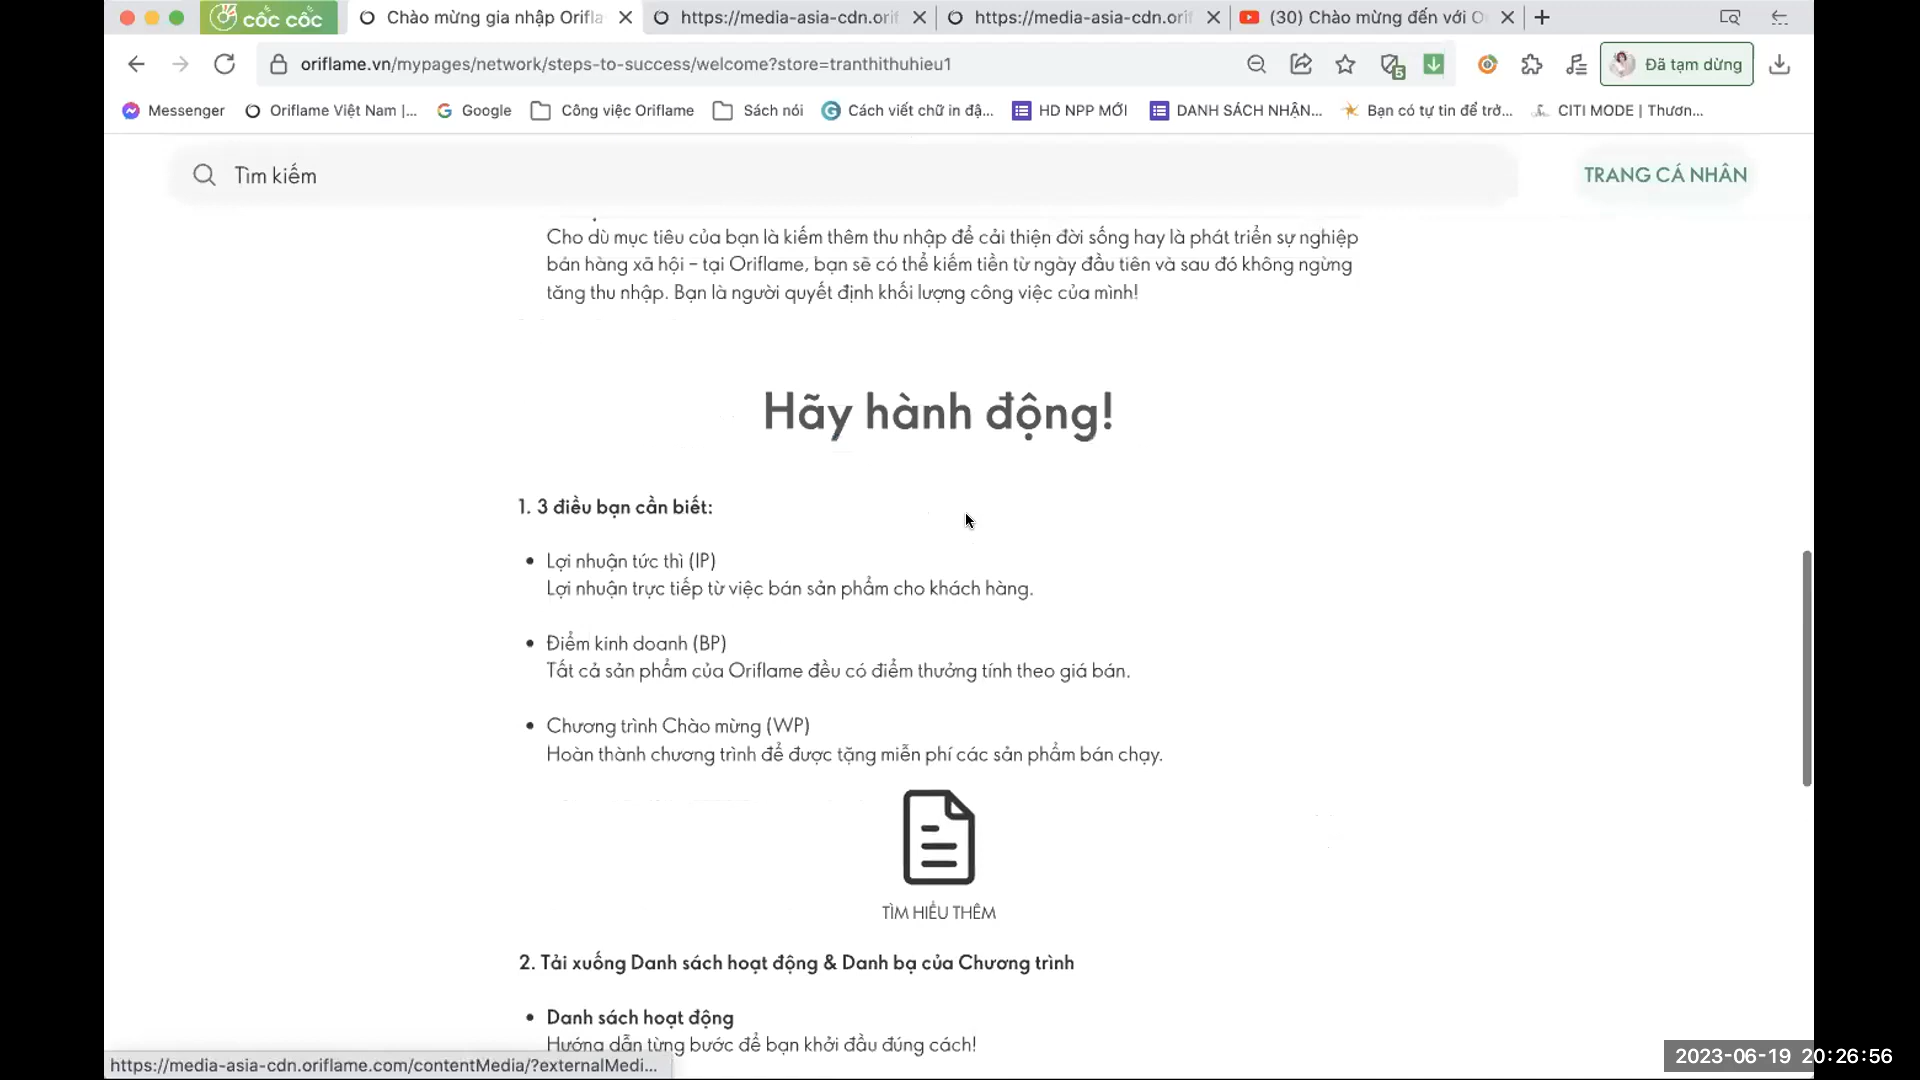 cốc cốc
Chào mừng gia nhập Orifla
https://media-asia-cdn.orif
https://media-asia-cdn.orif
(30) Chào mừng đến với O
oriflame.vn/mypages/network/steps-to-success/welcome?store=tranthithuhieu1
5
Đã tạm dừng
Messenger
Oriflame Việt Nam |...
Google
Công việc Oriflame
Sách nói
Cách viết chữ in đậ...
HD NPP MỚI
DANH SÁCH NHẬN...
Bạn có tự tin để trở...
CITI MODE | Thươn...
Tìm kiếm
TRANG CÁ NHÂN
Cho dù mục tiêu của bạn là kiếm thêm thu nhập để cải thiện đời sống hay là phát triển sự nghiệp
bán hàng xã hội – tại Oriflame, bạn sẽ có thể kiếm tiền từ ngày đầu tiên và sau đó không ngừng
tăng thu nhập. Bạn là người quyết định khối lượng công việc của mình!
Hãy hành động!
1. 3 điều bạn cần biết:
• Lợi nhuận tức thì (IP)
Lợi nhuận trực tiếp từ việc bán sản phẩm cho khách hàng.
• Điểm kinh doanh (BP)
Tất cả sản phẩm của Oriflame đều có điểm thưởng tính theo giá bán.
• Chương trình Chào mừng (WP)
Hoàn thành chương trình để được tặng miễn phí các sản phẩm bán chạy.
TÌM HIỂU THÊM
2. Tải xuống Danh sách hoạt động & Danh bạ của Chương trình
• Danh sách hoạt động
Hướng dẫn từng bước để bạn khởi đầu đúng cách!
https://media-asia-cdn.oriflame.com/contentMedia/?externalMedi...
2023-06-19 20:26:56